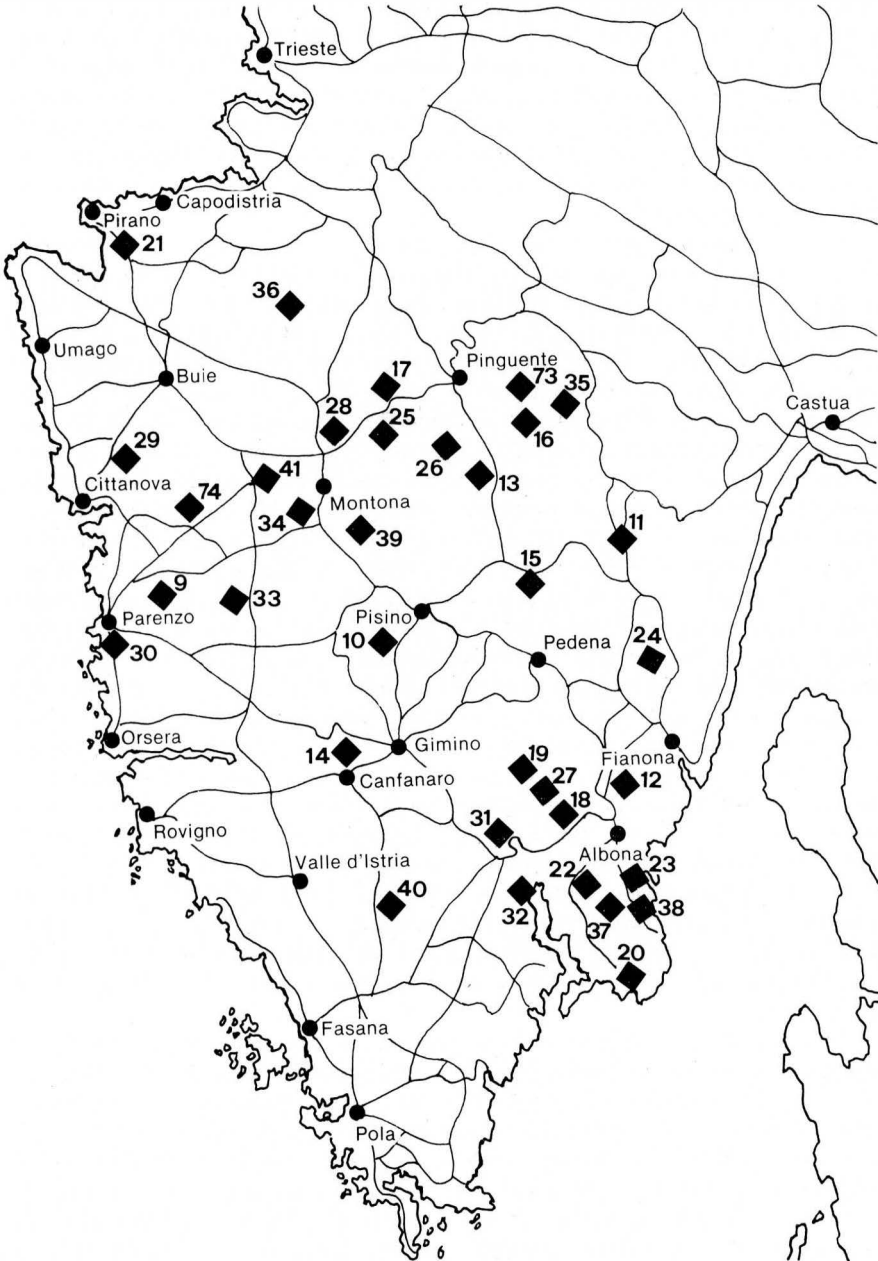 Trieste
Capodistria
Pirano
21
36
Umago
Buie
17
Pinguente
73
35
28
25
16
Castua
29
26
13
41
Cittanova
74
Montona
34
39
11
15
9
33
Parenzo
Pisino
10
30
Pedena
24
Orsera
14
Gimino
Fianona
19
12
Canfanaro
27
18
Rovigno
31
Albona
Valle d'Istria
22
23
40
32
37
38
20
Fasana
Pola